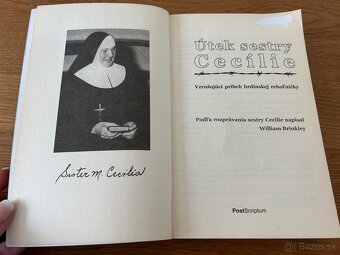 Sister M. Cecilia
Útek sestry
Cecílie
Vzrušujúci príbeh hrdinskej rehoľníčky
Podľa rozprávania sestry Cecílie napísal
William Brinkley
PostScriptum
Bazos.sk